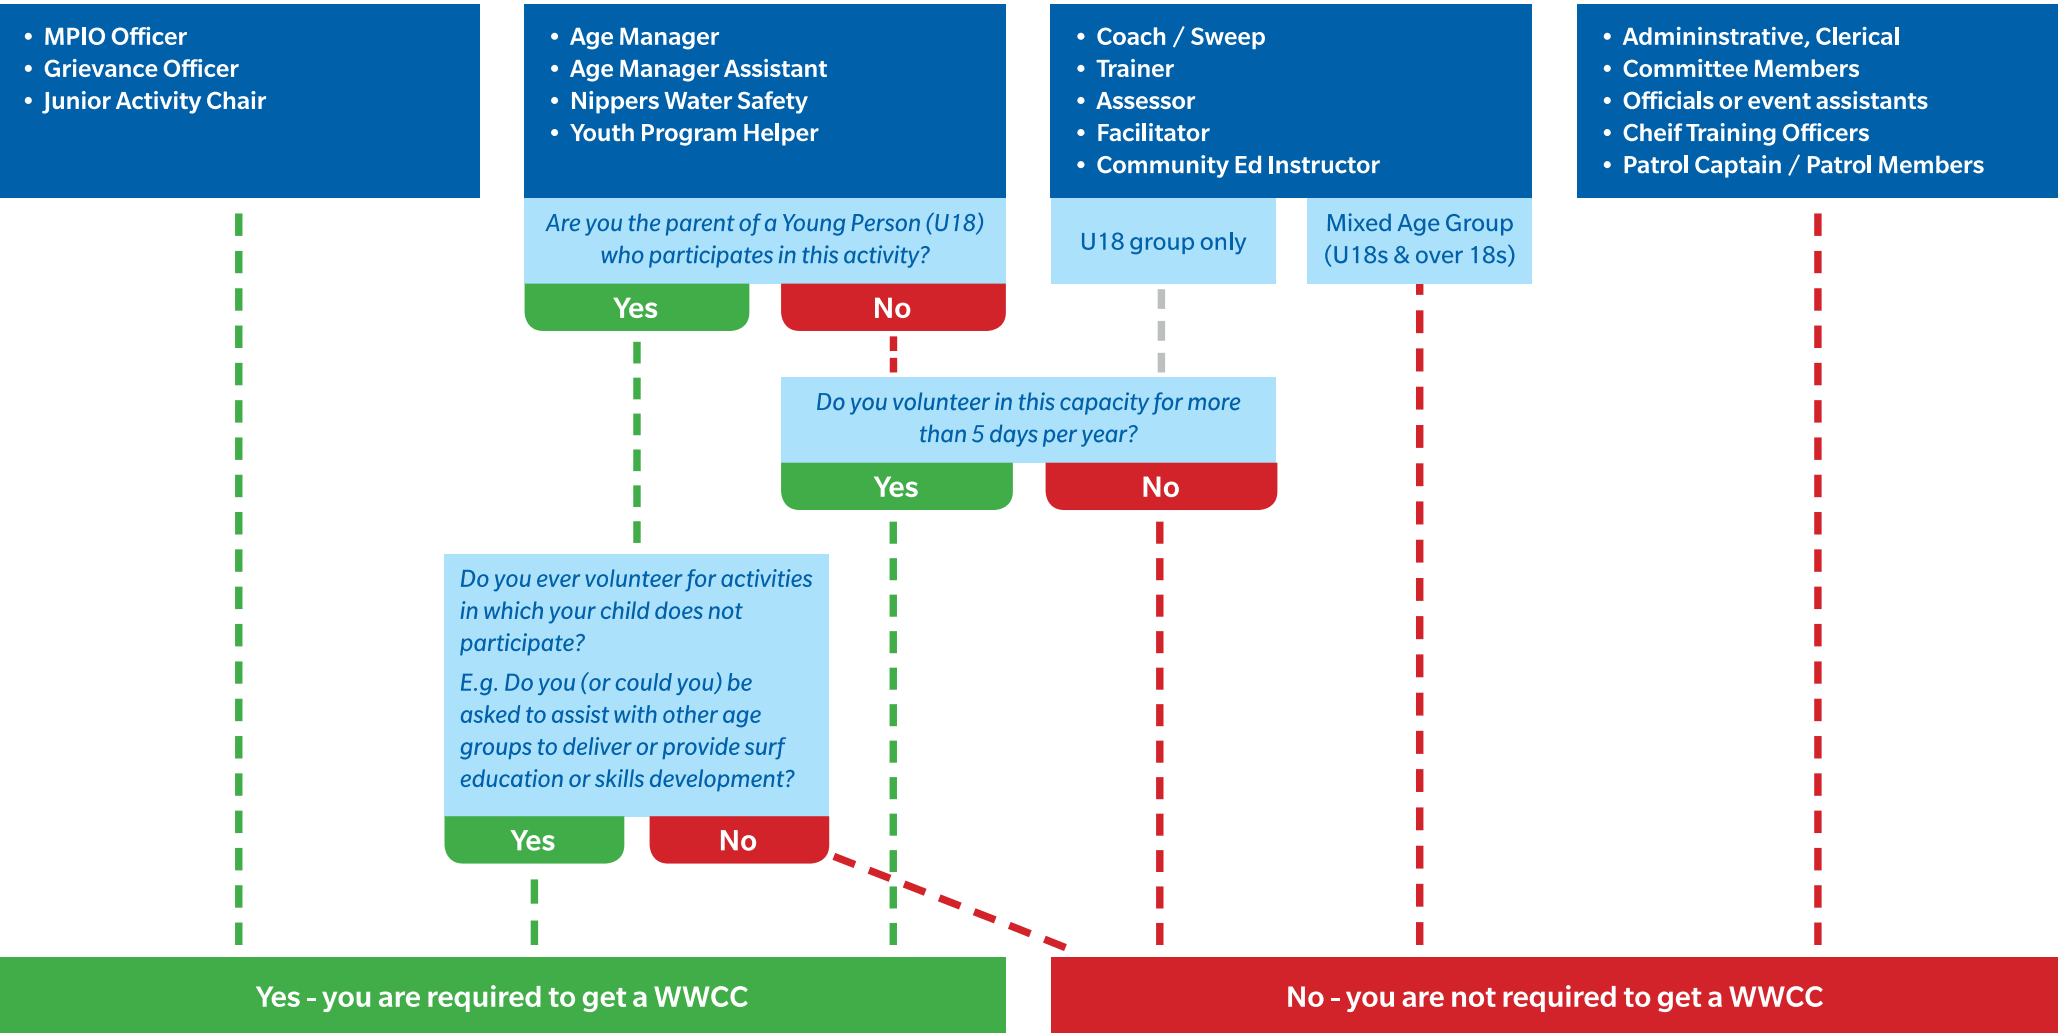 • MPIO Officer
• Grievance Officer
• Junior Activity Chair
• Age Manager
• Age Manager Assistant
• Nippers Water Safety
• Youth Program Helper
• Coach / Sweep
• Trainer
• Assessor
• Facilitator
• Community Ed Instructor
• Admininstrative, Clerical
• Committee Members
• Officials or event assistants
• Cheif Training Officers
• Patrol Captain / Patrol Members
Are you the parent of a Young Person (U18)
who participates in this activity?
Yes
No
U18 group only
Mixed Age Group
(U18s & over 18s)
Do you volunteer in this capacity for more
than 5 days per year?
Yes
No
Do you ever volunteer for activities
in which your child does not
participate?
E.g. Do you (or could you) be
asked to assist with other age
groups to deliver or provide surf
education or skills development?
Yes
No
Yes - you are required to get a WWCC
No - you are not required to get a WWCC